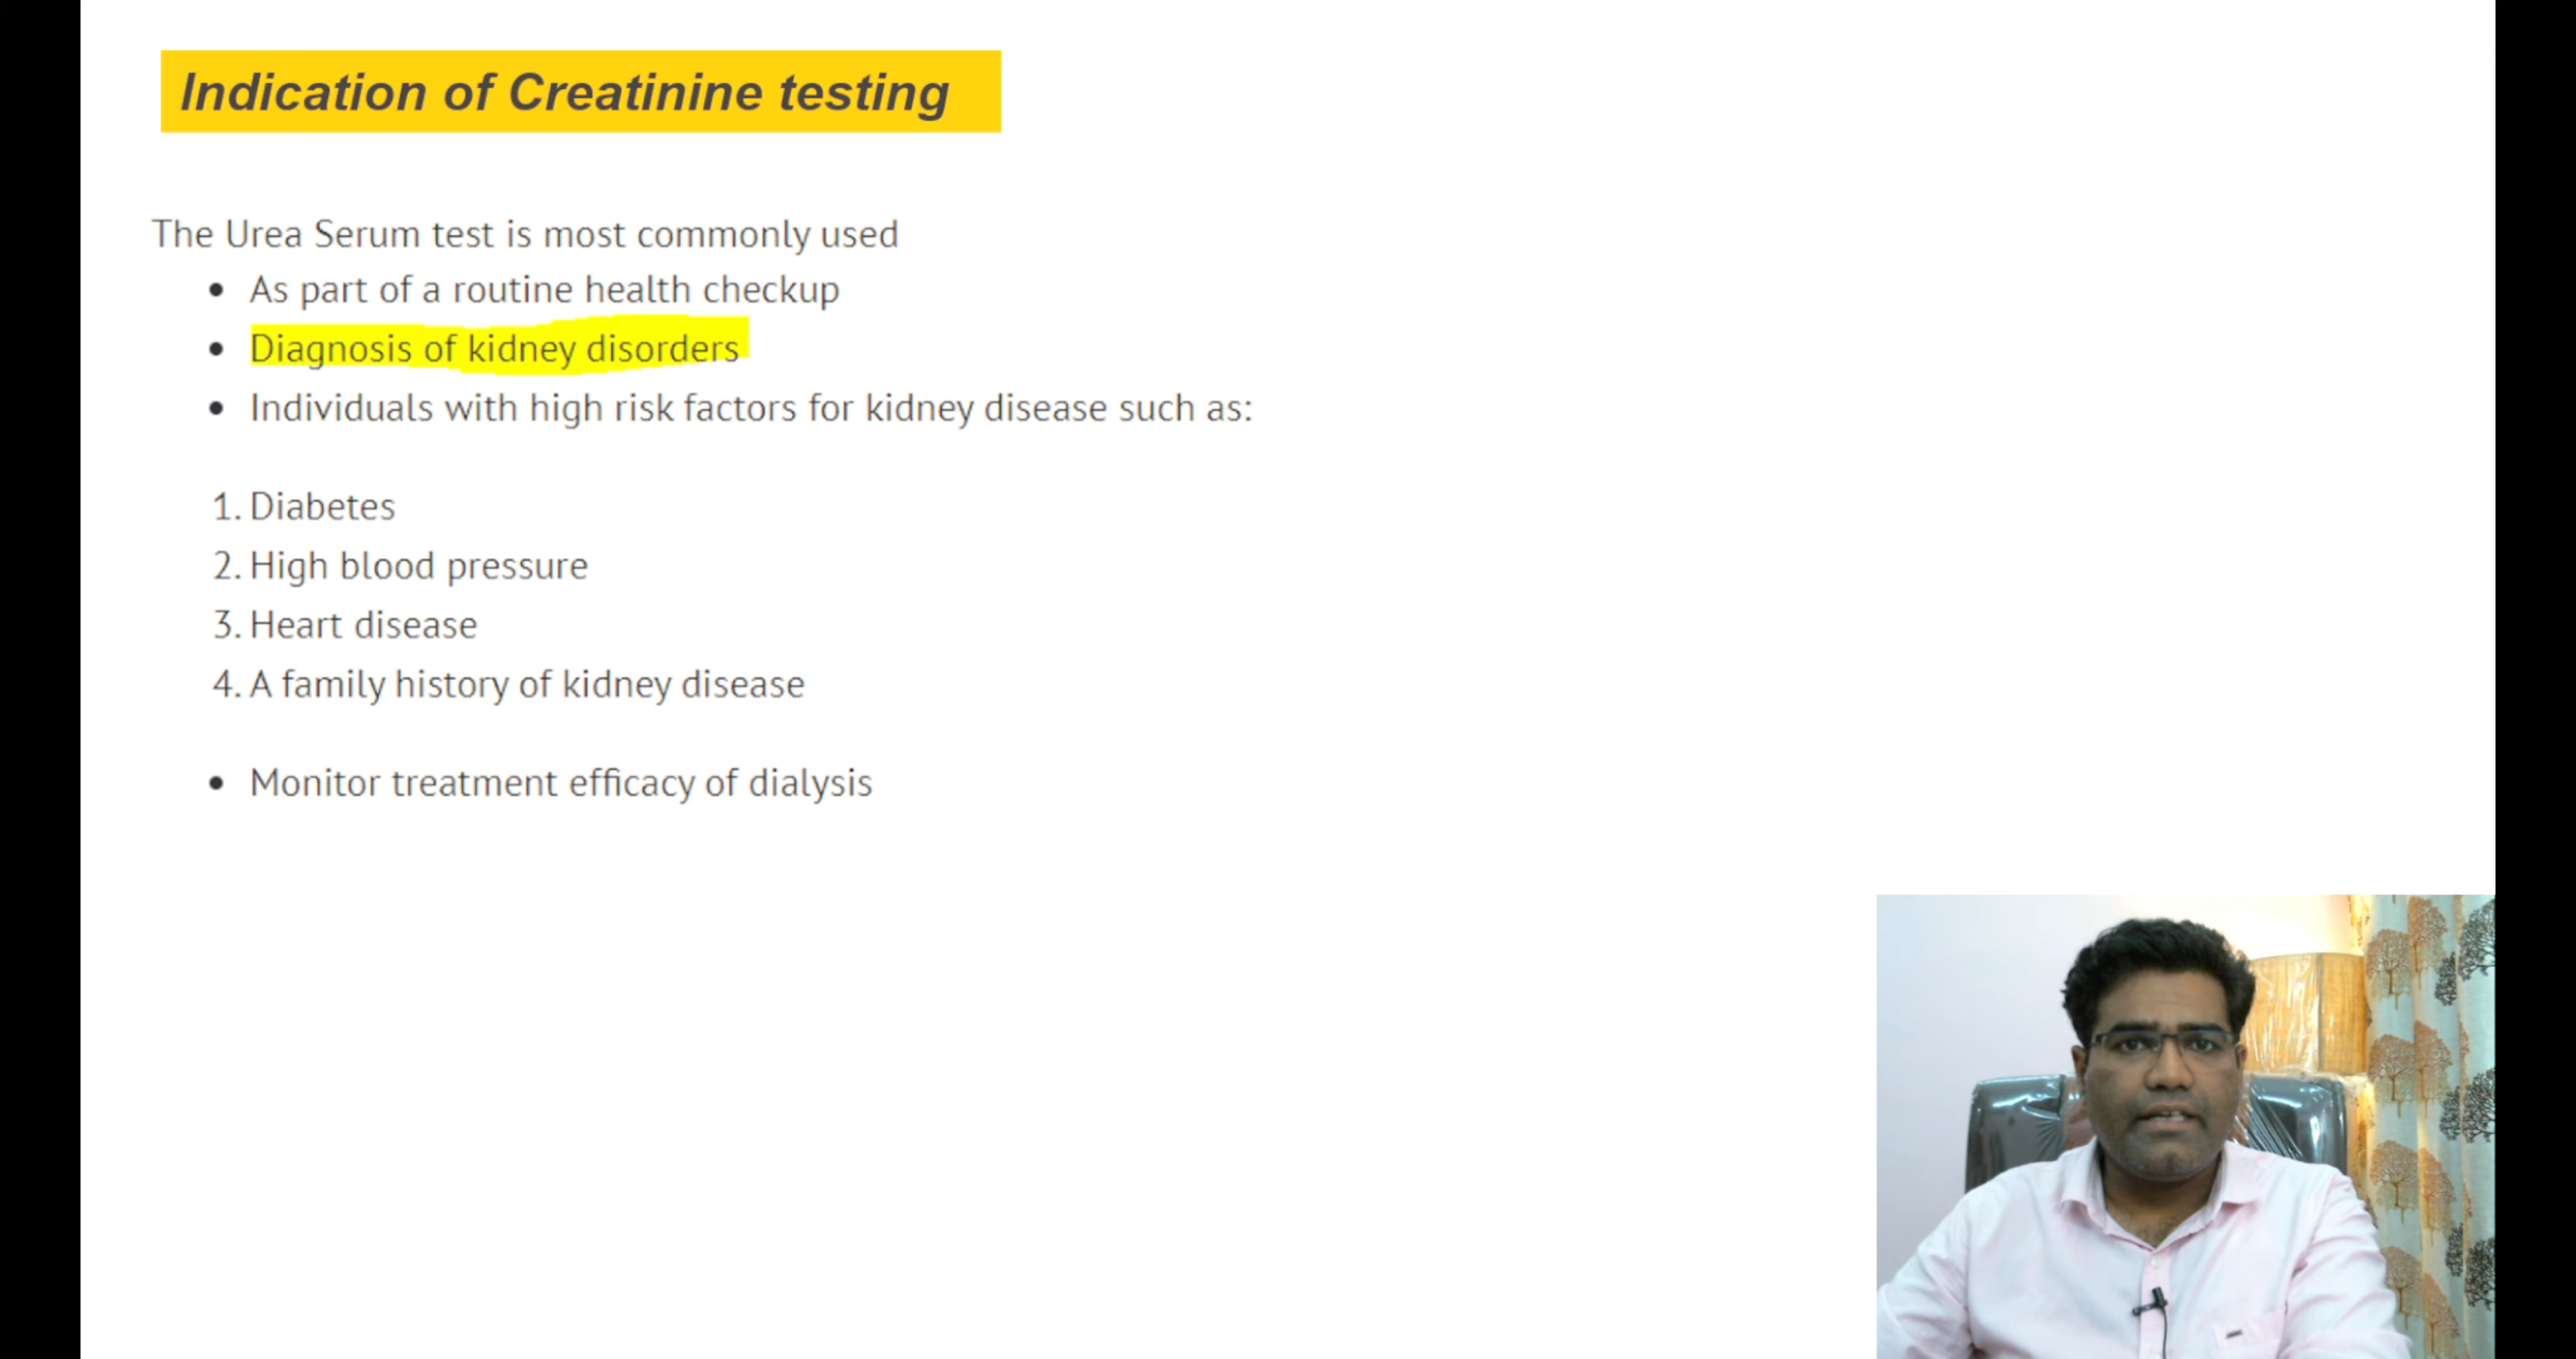 Indication of Creatinine testing
The Urea Serum test is most commonly used
• As part of a routine health checkup
• Diagnosis of kidney disorders
• Individuals with high risk factors for kidney disease such as:
1. Diabetes
2. High blood pressure
3. Heart disease
4. A family history of kidney disease
• Monitor treatment efficacy of dialysis